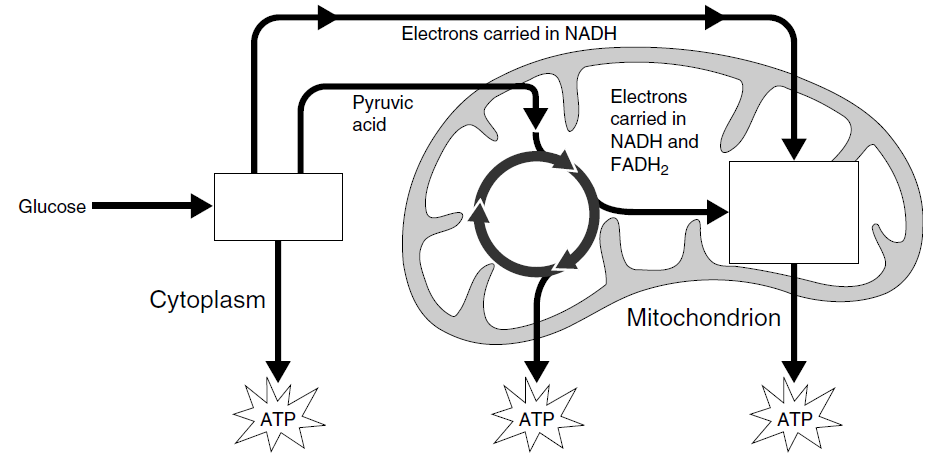 Electrons carried in NADH
Pyruvic
acid
Electrons
carried in
NADH and
FADH₂
Glucose
Cytoplasm
Mitochondrion
ATP
ATP
ATP